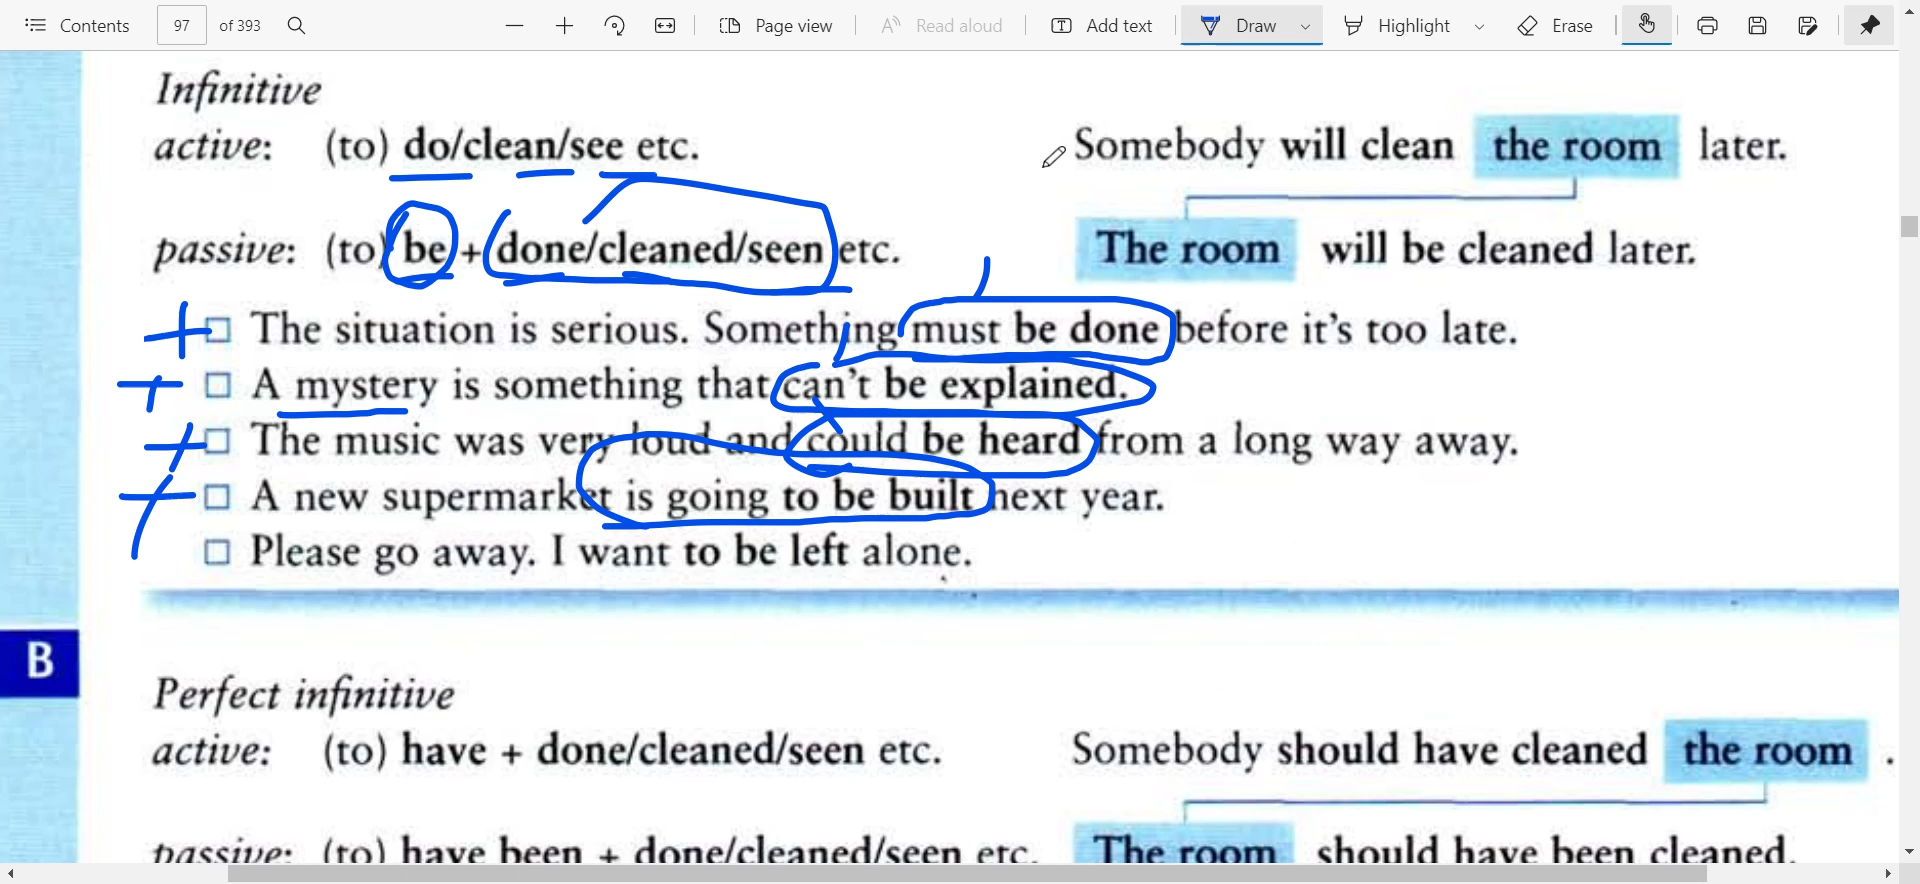 Contents 97 of 393 Page view Read aloud Add text Draw Highlight Erase
Infinitive
active: (to) do/clean/see etc. Somebody will clean the room later.
passive: (to) be + done/cleaned/seen etc. The room will be cleaned later.
The situation is serious. Something must be done before it's too late.
A mystery is something that can't be explained.
The music was very loud and could be heard from a long way away.
A new supermarket is going to be built next year.
Please go away. I want to be left alone.
B
Perfect infinitive
active: (to) have + done/cleaned/seen etc. Somebody should have cleaned the room .
passive: (to) have been + done/cleaned/seen etc. The room should have been cleaned.